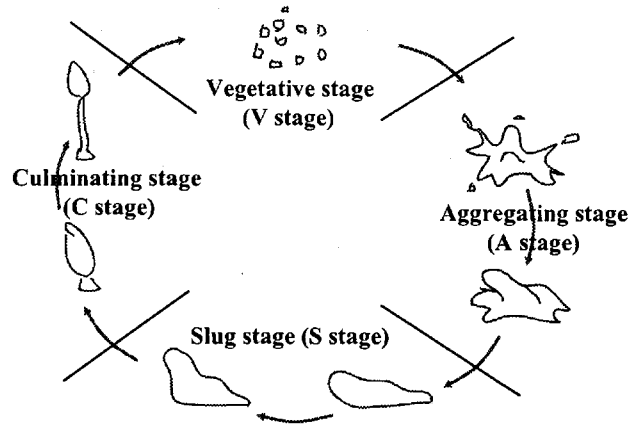 Vegetative stage
(V stage)
Culminating stage
(C stage)
Aggregating stage
(A stage)
Slug stage (S stage)